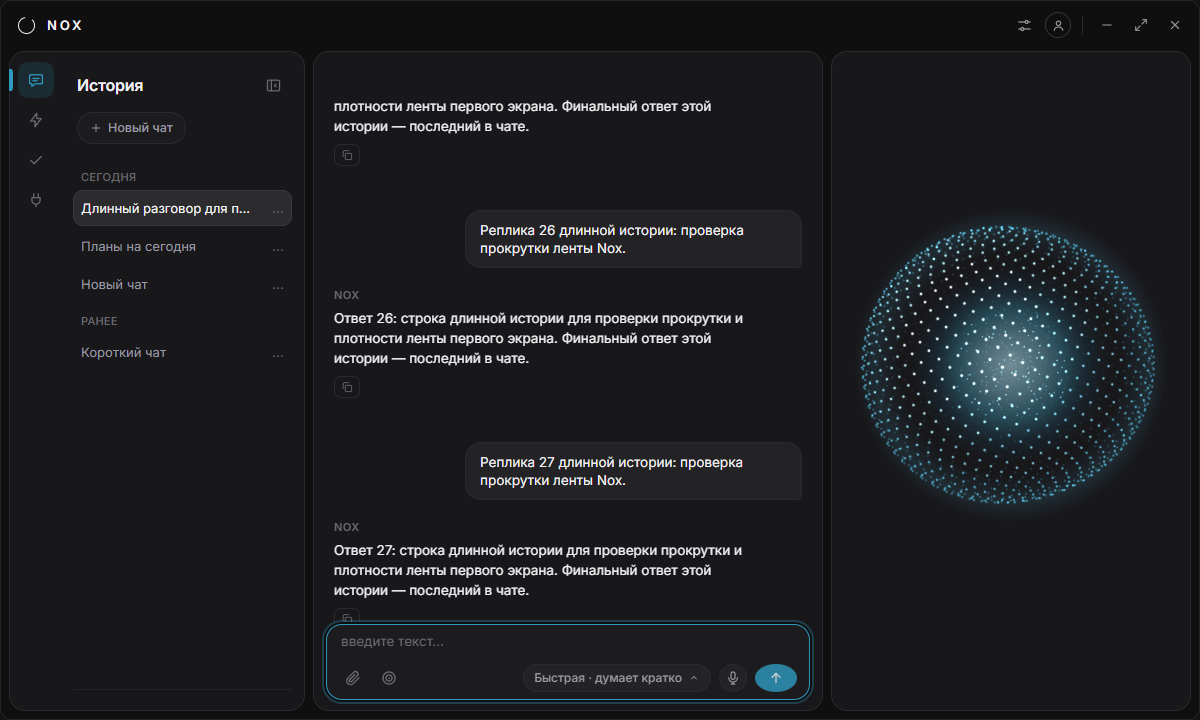 NOX
История
Новый чат
СЕГОДНЯ
Длинный разговор для п...
Планы на сегодня
Новый чат
РАНЕЕ
Короткий чат
плотности ленты первого экрана. Финальный ответ этой
истории — последний в чате.
Реплика 26 длинной истории: проверка
прокрутки ленты Nox.
NOX
Ответ 26: строка длинной истории для проверки прокрутки и
плотности ленты первого экрана. Финальный ответ этой
истории — последний в чате.
Реплика 27 длинной истории: проверка
прокрутки ленты Nox.
NOX
Ответ 27: строка длинной истории для проверки прокрутки и
плотности ленты первого экрана. Финальный ответ этой
истории — последний в чате.
введите текст...
Быстрая · думает кратко